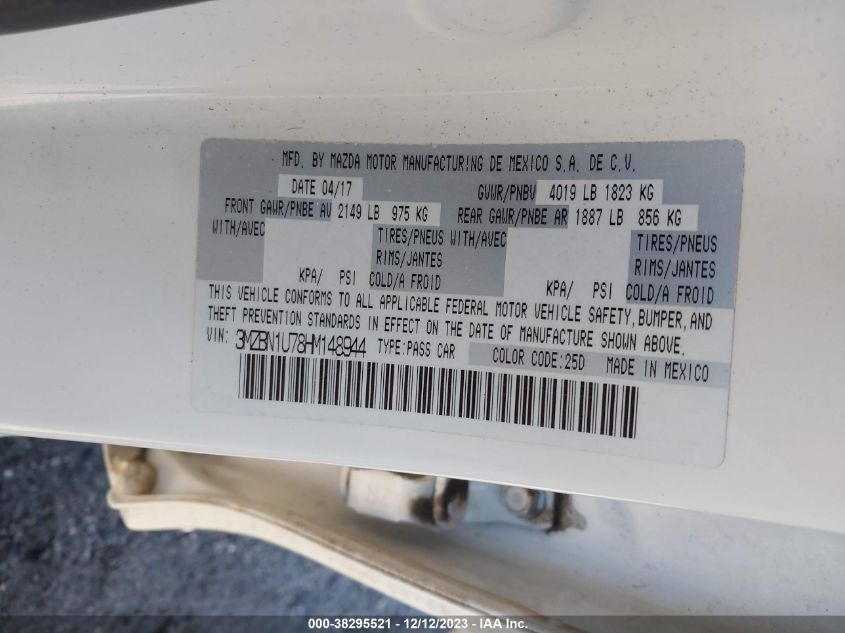 MFD. BY MAZDA MOTOR MANUFACTURING DE MEXICO S.A. DE C.V.
DATE 04/17 GVWR/PNBV 4019 LB 1823 KG
FRONT GAWR/PNBE AV 2149 LB 975 KG REAR GAWR/PNBE AR 1887 LB 856 KG
WITH/AVEC TIRES/PNEUS WITH/AVEC TIRES/PNEUS
RIMS/JANTES RIMS/JANTES
KPA/ PSI COLD/A FROID KPA/ PSI COLD/A FROID
THIS VEHICLE CONFORMS TO ALL APPLICABLE FEDERAL MOTOR VEHICLE SAFETY, BUMPER, AND
THEFT PREVENTION STANDARDS IN EFFECT ON THE DATE OF MANUFACTURE SHOWN ABOVE.
VIN: 3MZBN1U78HM148944 TYPE:PASS CAR COLOR CODE:25D MADE IN MEXICO
000-38295521 - 12/12/2023 - IAA Inc.